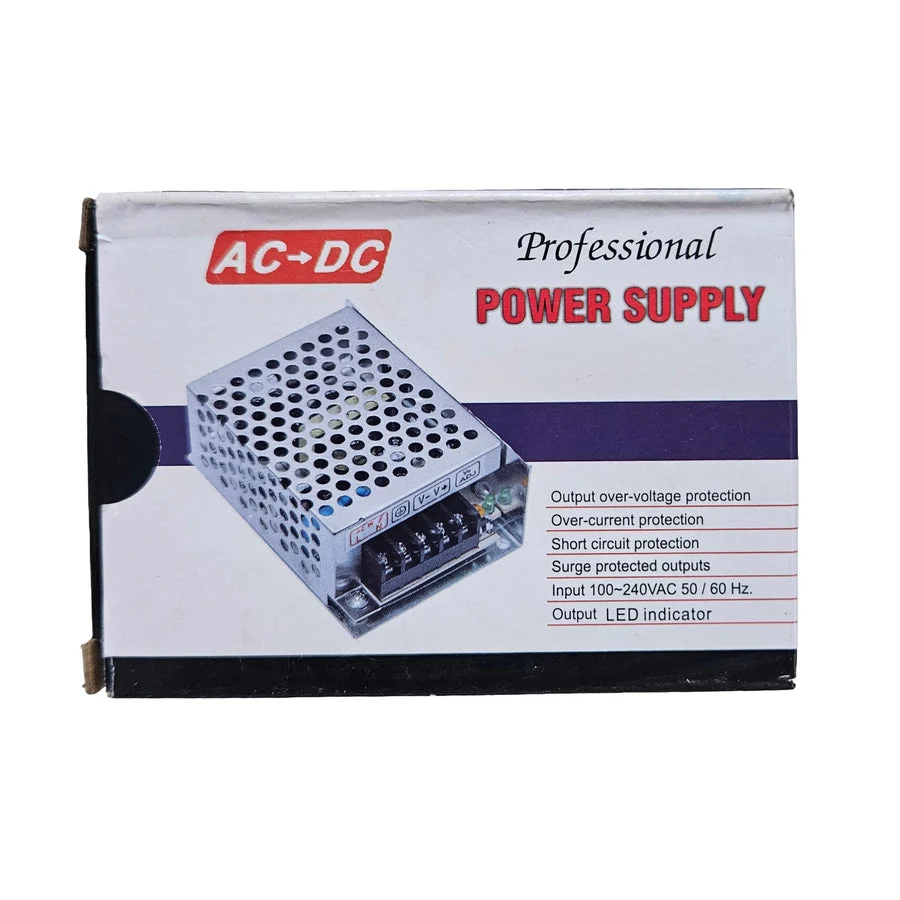 AC→DC
Professional
POWER SUPPLY
V- V+
ADJ
Output over-voltage protection
Over-current protection
Short circuit protection
Surge protected outputs
Input 100~240VAC 50 / 60 Hz.
Output LED indicator